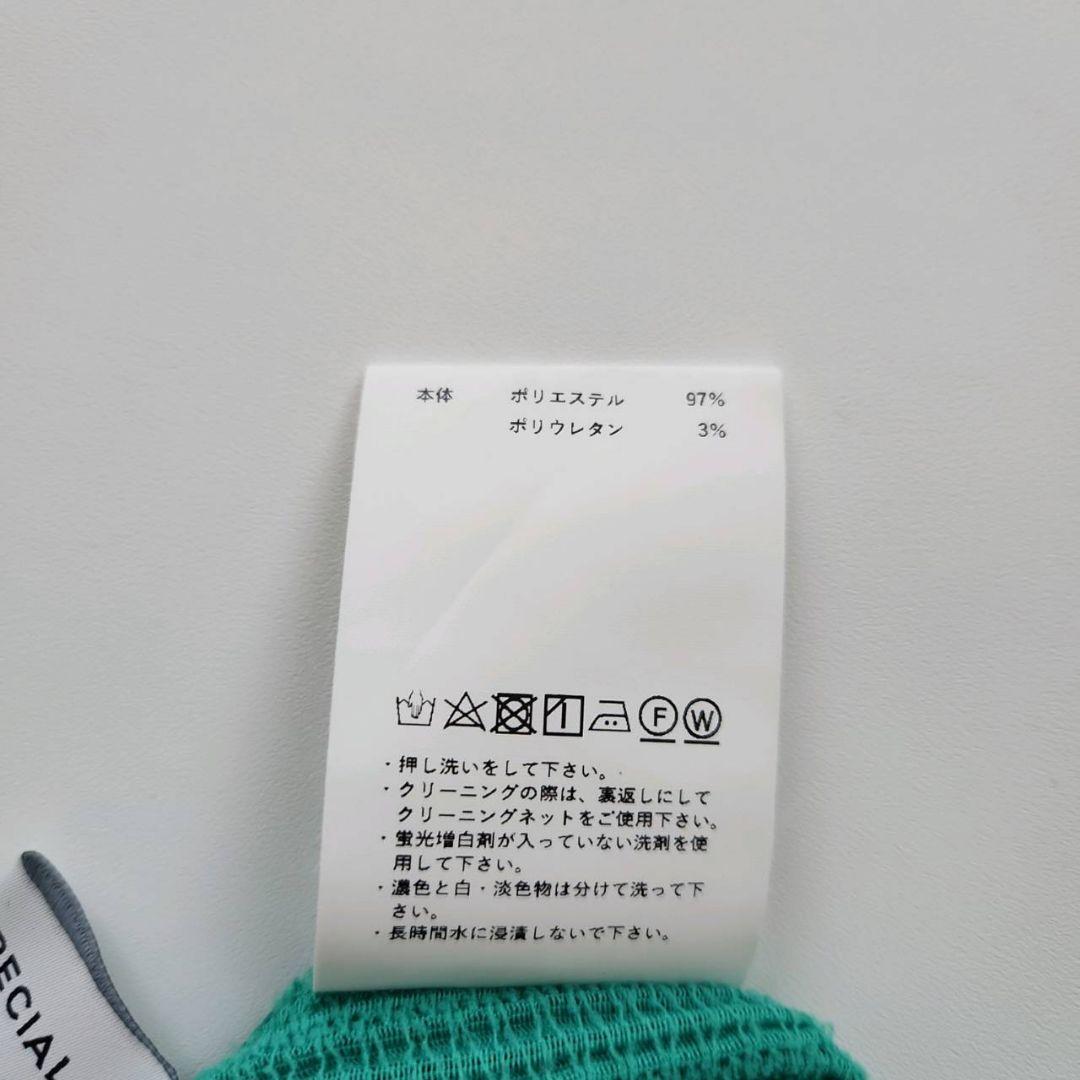 本体 ポリエステル 97%
ポリウレタン 3%
F W
・押し洗いをして下さい。
・クリーニングの際は、裏返しにして
クリーニングネットをご使用下さい。
・蛍光増白剤が入っていない洗剤を使
用して下さい。
・濃色と白・淡色物は分けて洗って下
さい。
・長時間水に浸漬しないで下さい。
PECIAL